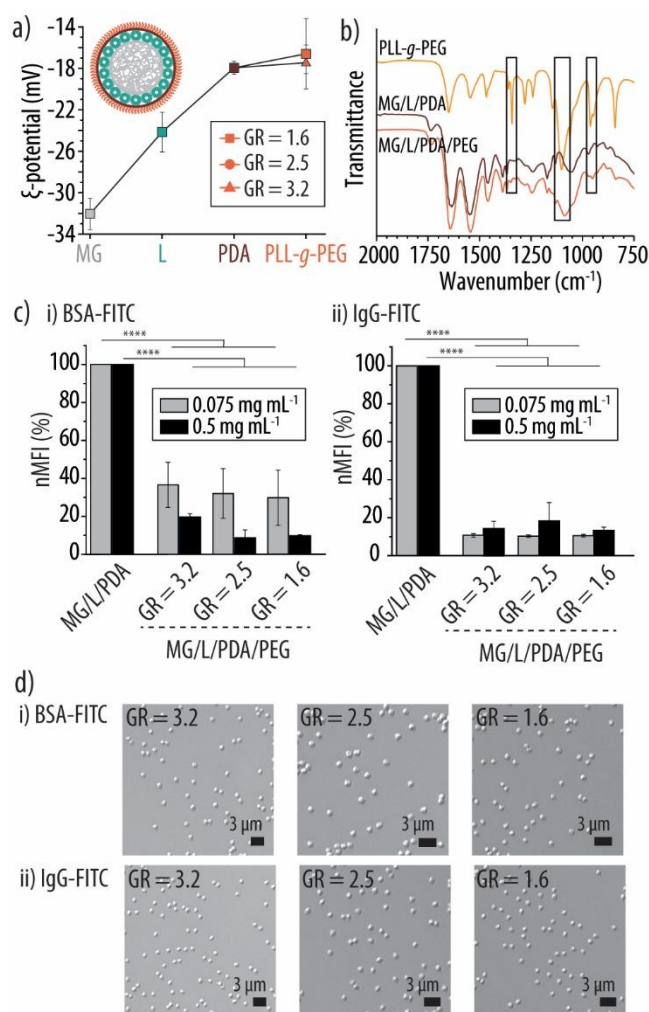 a)
ξ-potential (mV)
-14
-18
-22
-26
-30
-34
GR = 1.6
GR = 2.5
GR = 3.2
MG L PDA PLL-g-PEG
b)
Transmittance
PLL-g-PEG
MG/L/PDA
MG/L/PDA/PEG
2000 1750 1500 1250 1000 750
Wavenumber (cm⁻¹)
c) i) BSA-FITC
****
****
nMFI (%)
100
80
60
40
20
0
0.075 mg mL⁻¹
0.5 mg mL⁻¹
MG/L/PDA GR = 3.2 GR = 2.5 GR = 1.6
MG/L/PDA/PEG
ii) IgG-FITC
****
****
nMFI (%)
100
80
60
40
20
0
0.075 mg mL⁻¹
0.5 mg mL⁻¹
MG/L/PDA GR = 3.2 GR = 2.5 GR = 1.6
MG/L/PDA/PEG
d)
i) BSA-FITC
GR = 3.2 GR = 2.5 GR = 1.6
3 μm 3 μm 3 μm
ii) IgG-FITC
GR = 3.2 GR = 2.5 GR = 1.6
3 μm 3 μm 3 μm